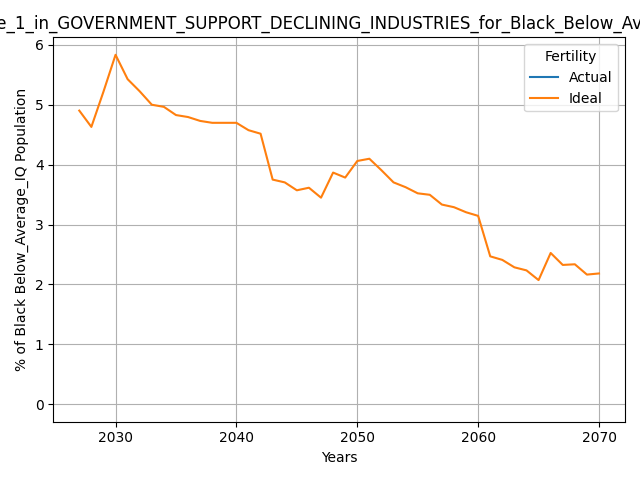 e_1_in_GOVERNMENT_SUPPORT_DECLINING_INDUSTRIES_for_Black_Below_Av
Fertility
Actual
Ideal
% of Black Below_Average_IQ Population
6
5
4
3
2
1
0
2030
2040
2050
2060
2070
Years